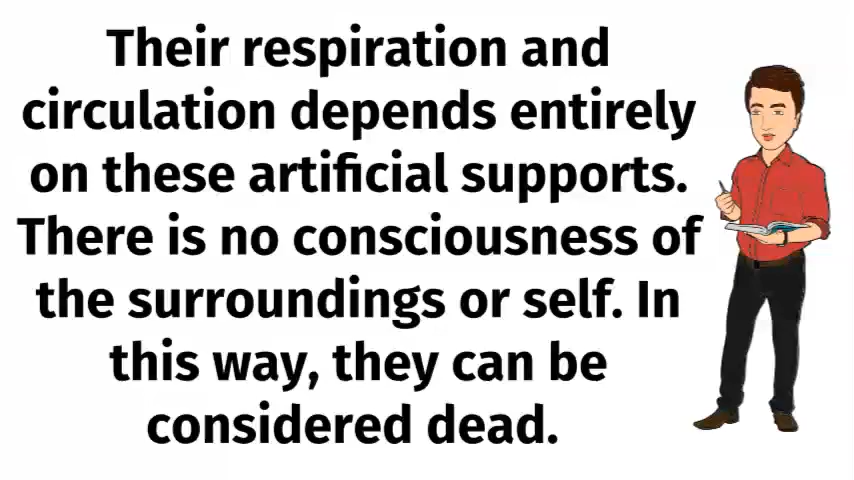 Their respiration and
circulation depends entirely
on these artificial supports.
There is no consciousness of
the surroundings or self. In
this way, they can be
considered dead.